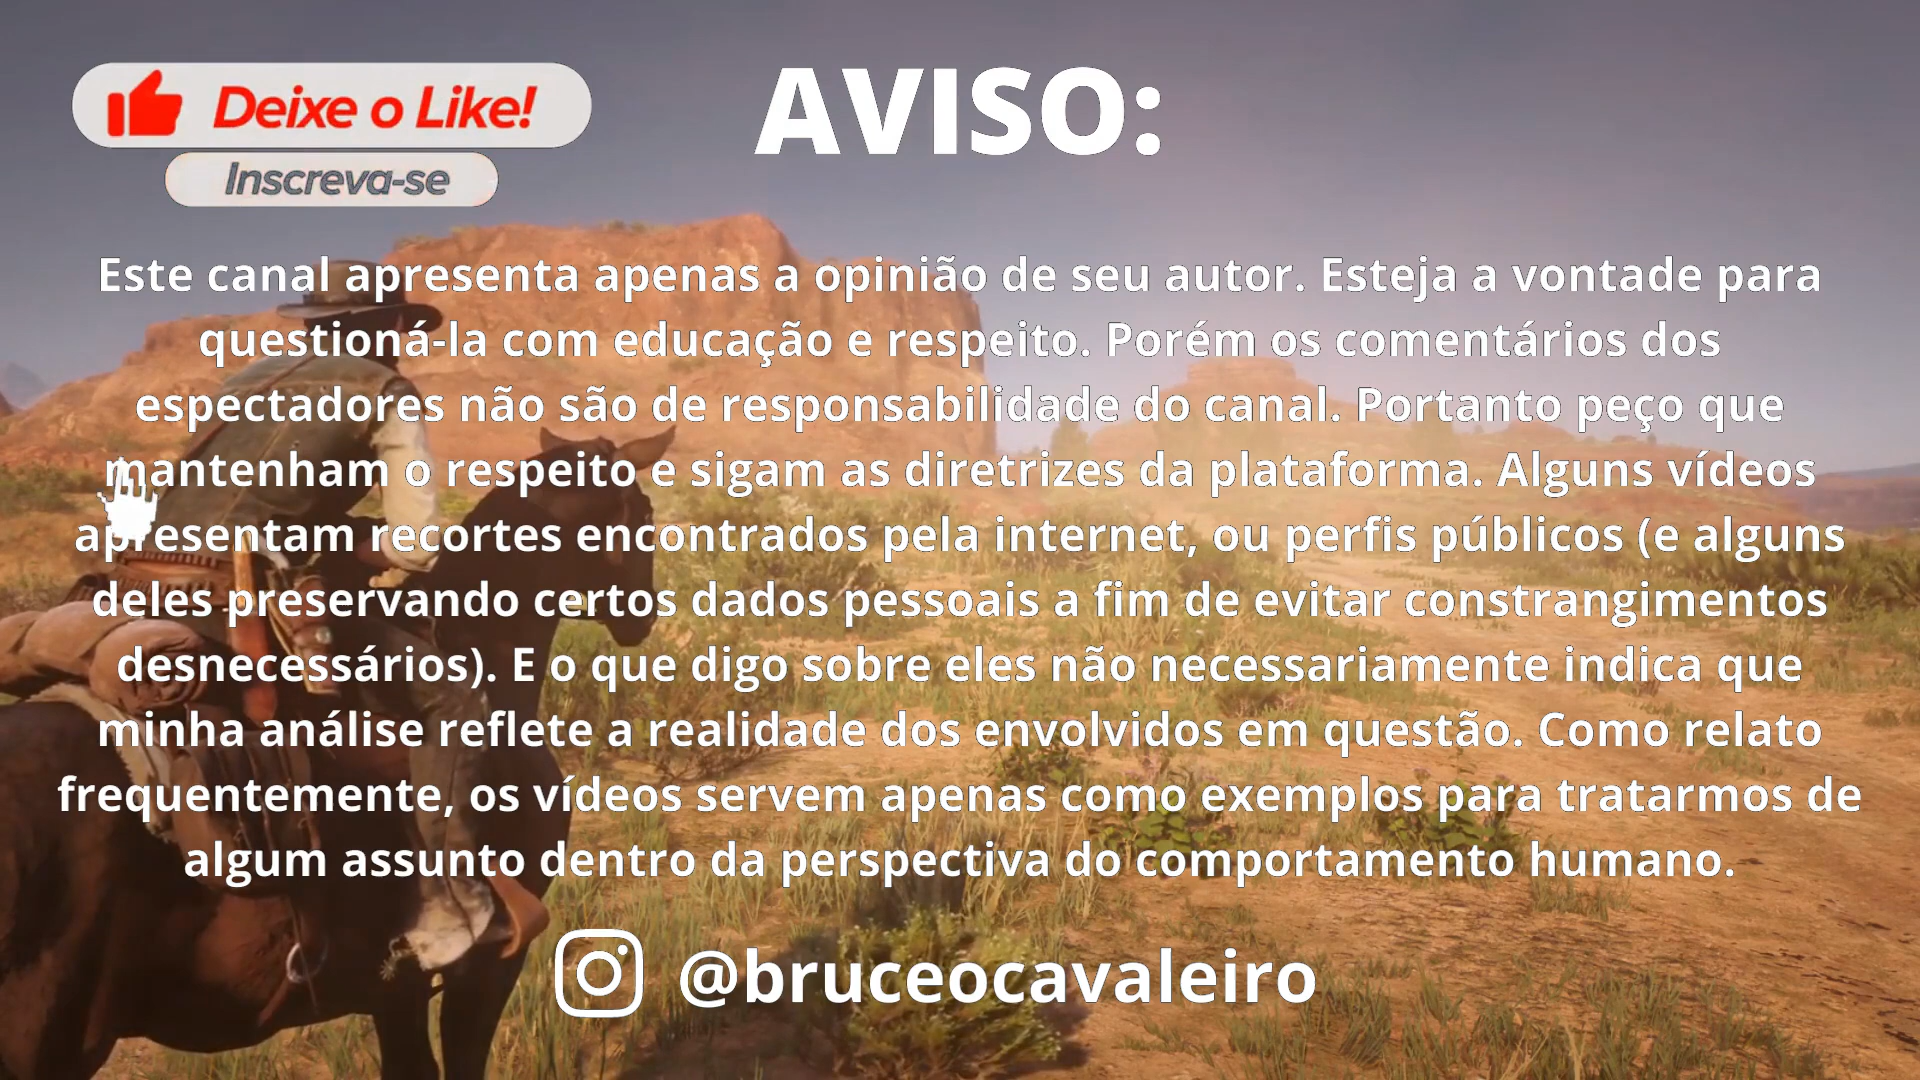 Deixe o Like!
Inscreva-se
AVISO:
Este canal apresenta apenas a opinião de seu autor. Esteja a vontade para
questioná-la com educação e respeito. Porém os comentários dos
espectadores não são de responsabilidade do canal. Portanto peço que
mantenham o respeito e sigam as diretrizes da plataforma. Alguns vídeos
apresentam recortes encontrados pela internet, ou perfis públicos (e alguns
deles preservando certos dados pessoais a fim de evitar constrangimentos
desnecessários). E o que digo sobre eles não necessariamente indica que
minha análise reflete a realidade dos envolvidos em questão. Como relato
frequentemente, os vídeos servem apenas como exemplos para tratarmos de
algum assunto dentro da perspectiva do comportamento humano.
@bruceocavaleiro